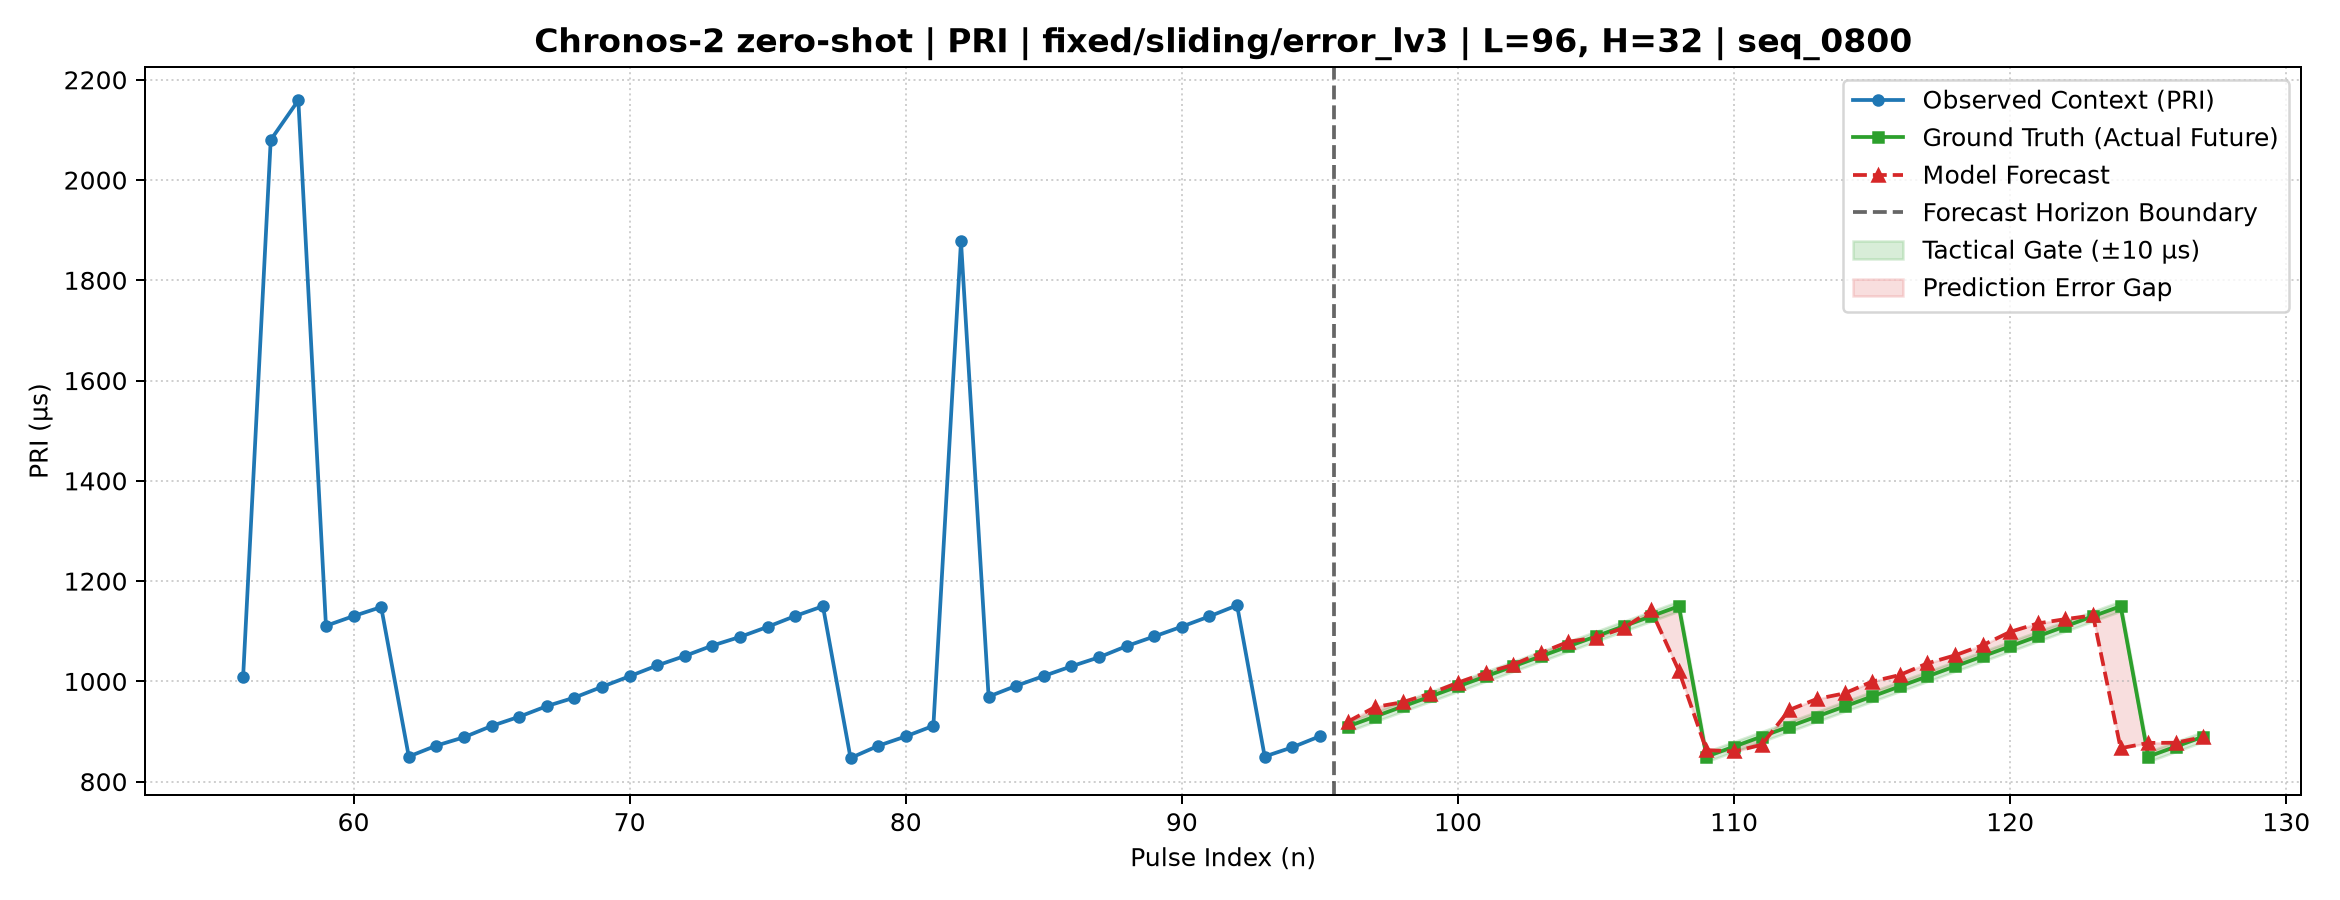 Chronos-2 zero-shot | PRI | fixed/sliding/error_lv3 | L=96, H=32 | seq_0800
2200
2000
1800
1600
1400
1200
1000
800
PRI (µs)
Observed Context (PRI)
Ground Truth (Actual Future)
Model Forecast
Forecast Horizon Boundary
Tactical Gate (±10 µs)
Prediction Error Gap
60
70
80
90
100
110
120
130
Pulse Index (n)